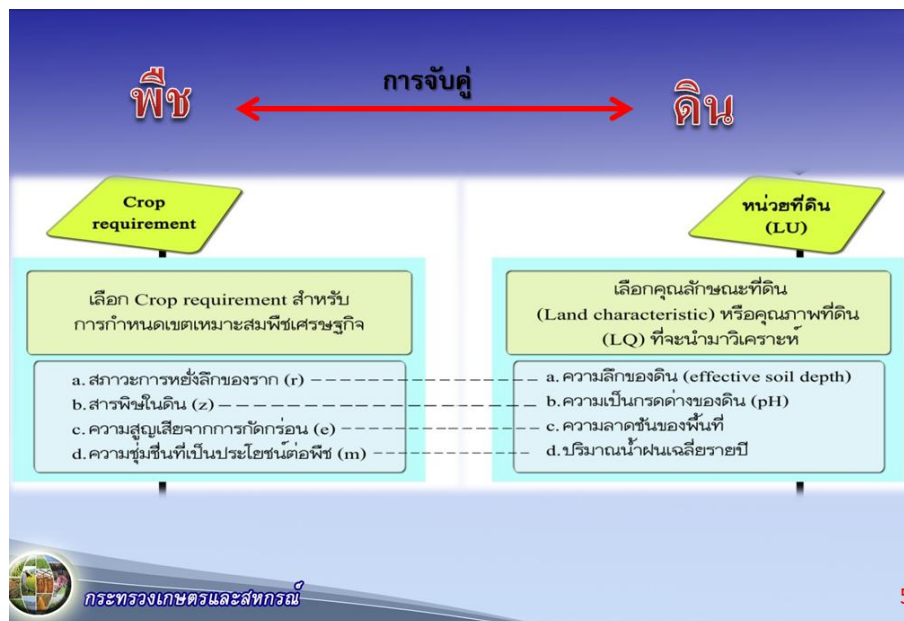 พืช
การจับคู่
ดิน
Crop
requirement
หน่วยที่ดิน
(LU)
เลือก Crop requirement สำหรับ
การกำหนดเขตเหมาะสมพืชเศรษฐกิจ
เลือกคุณลักษณะที่ดิน
(Land characteristic) หรือคุณภาพที่ดิน
(LQ) ที่จะนำมาวิเคราะห์
a. สภาวะการหยั่งลึกของราก (r)
b. สารพิษในดิน (z)
c. ความสูญเสียจากการกัดกร่อน (e)
d. ความชุ่มชื่นที่เป็นประโยชน์ต่อพืช (m)
a. ความลึกของดิน (effective soil depth)
b. ความเป็นกรดด่างของดิน (pH)
c. ความลาดชันของพื้นที่
d. ปริมาณน้ำฝนเฉลี่ยรายปี
กระทรวงเกษตรและสหกรณ์
5